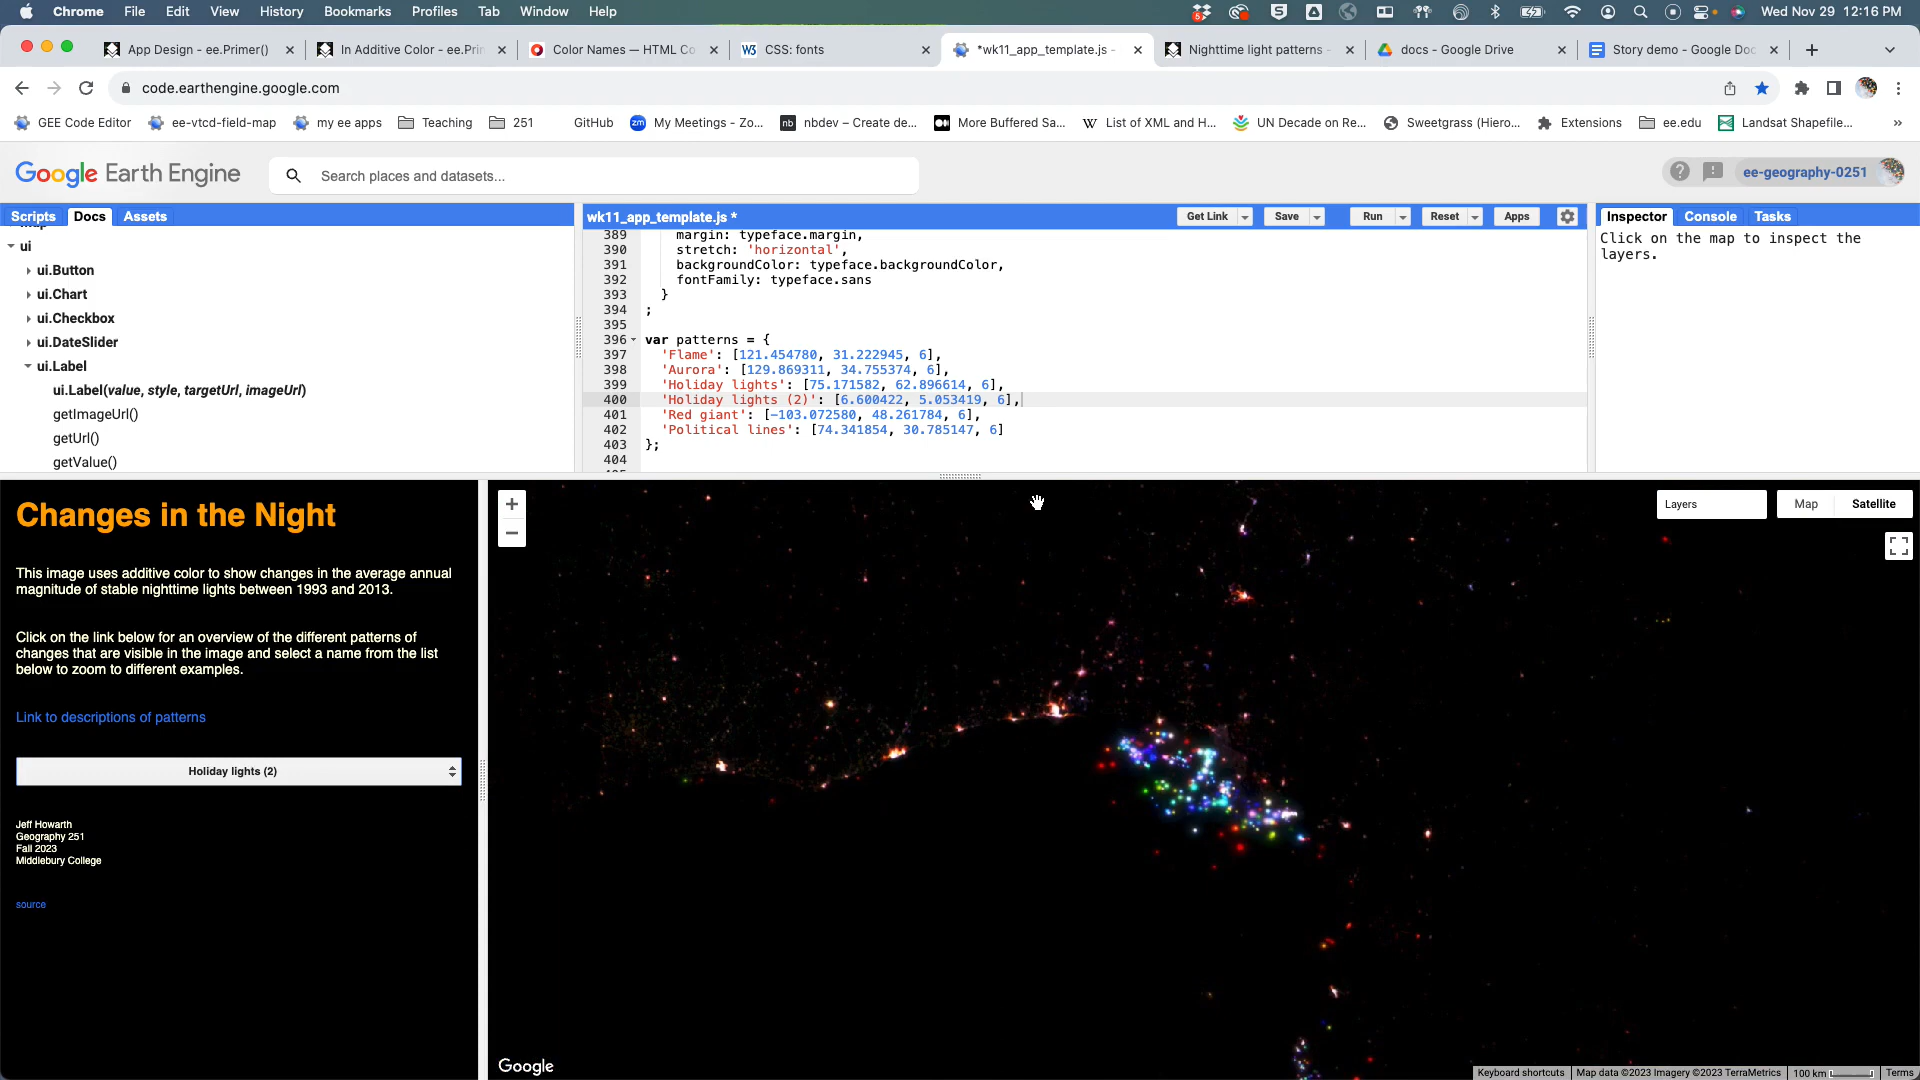 Chrome File Edit View History Bookmarks Profiles Tab Window Help
5
Wed Nov 29 12:16 PM
App Design - ee.Primer()
In Additive Color - ee.Prin
Color Names — HTML Co
W3 CSS: fonts
*wk11_app_template.js -
Nighttime light patterns -
docs - Google Drive
Story demo - Google Doc
code.earthengine.google.com
GEE Code Editor
ee-vtcd-field-map
my ee apps
Teaching
251
GitHub
zm My Meetings - Zo...
nb nbdev – Create de...
More Buffered Sa...
W List of XML and H...
UN Decade on Re...
Sweetgrass (Hiero...
Extensions
ee.edu
Landsat Shapefile...
»
Google Earth Engine
Search places and datasets...
ee-geography-0251
Scripts Docs Assets
ui
ui.Button
ui.Chart
ui.Checkbox
ui.DateSlider
ui.Label
ui.Label(value, style, targetUrl, imageUrl)
getImageUrl()
getUrl()
getValue()
wk11_app_template.js *
Get Link Save Run Reset Apps
389 margin: typeface.margin,
390 stretch: 'horizontal',
391 backgroundColor: typeface.backgroundColor,
392 fontFamily: typeface.sans
393 }
394 ;
395
396 var patterns = {
397 'Flame': [121.454780, 31.222945, 6],
398 'Aurora': [129.869311, 34.755374, 6],
399 'Holiday lights': [75.171582, 62.896614, 6],
400 'Holiday lights (2)': [6.600422, 5.053419, 6],
401 'Red giant': [-103.072580, 48.261784, 6],
402 'Political lines': [74.341854, 30.785147, 6]
403 };
404
Inspector Console Tasks
Click on the map to inspect the
layers.
Changes in the Night
This image uses additive color to show changes in the average annual
magnitude of stable nighttime lights between 1993 and 2013.
Click on the link below for an overview of the different patterns of
changes that are visible in the image and select a name from the list
below to zoom to different examples.
Link to descriptions of patterns
Holiday lights (2)
Jeff Howarth
Geography 251
Fall 2023
Middlebury College
source
+
−
Layers
Map Satellite
Google
Keyboard shortcuts
Map data ©2023 Imagery ©2023 TerraMetrics
100 km
Terms